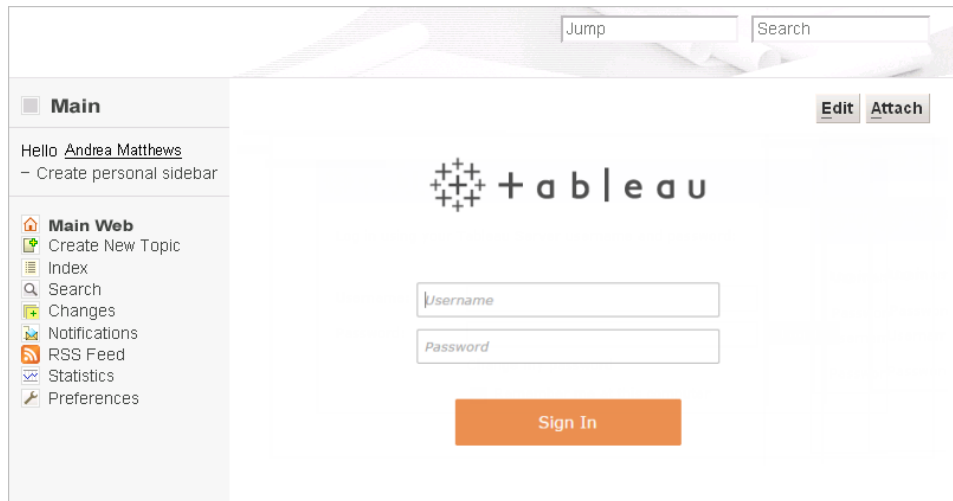 Jump Search
Main
Edit Attach
Hello Andrea Matthews
– Create personal sidebar
Main Web
Create New Topic
Index
Search
Changes
Notifications
RSS Feed
Statistics
Preferences
+ableau
Username
Password
Sign In